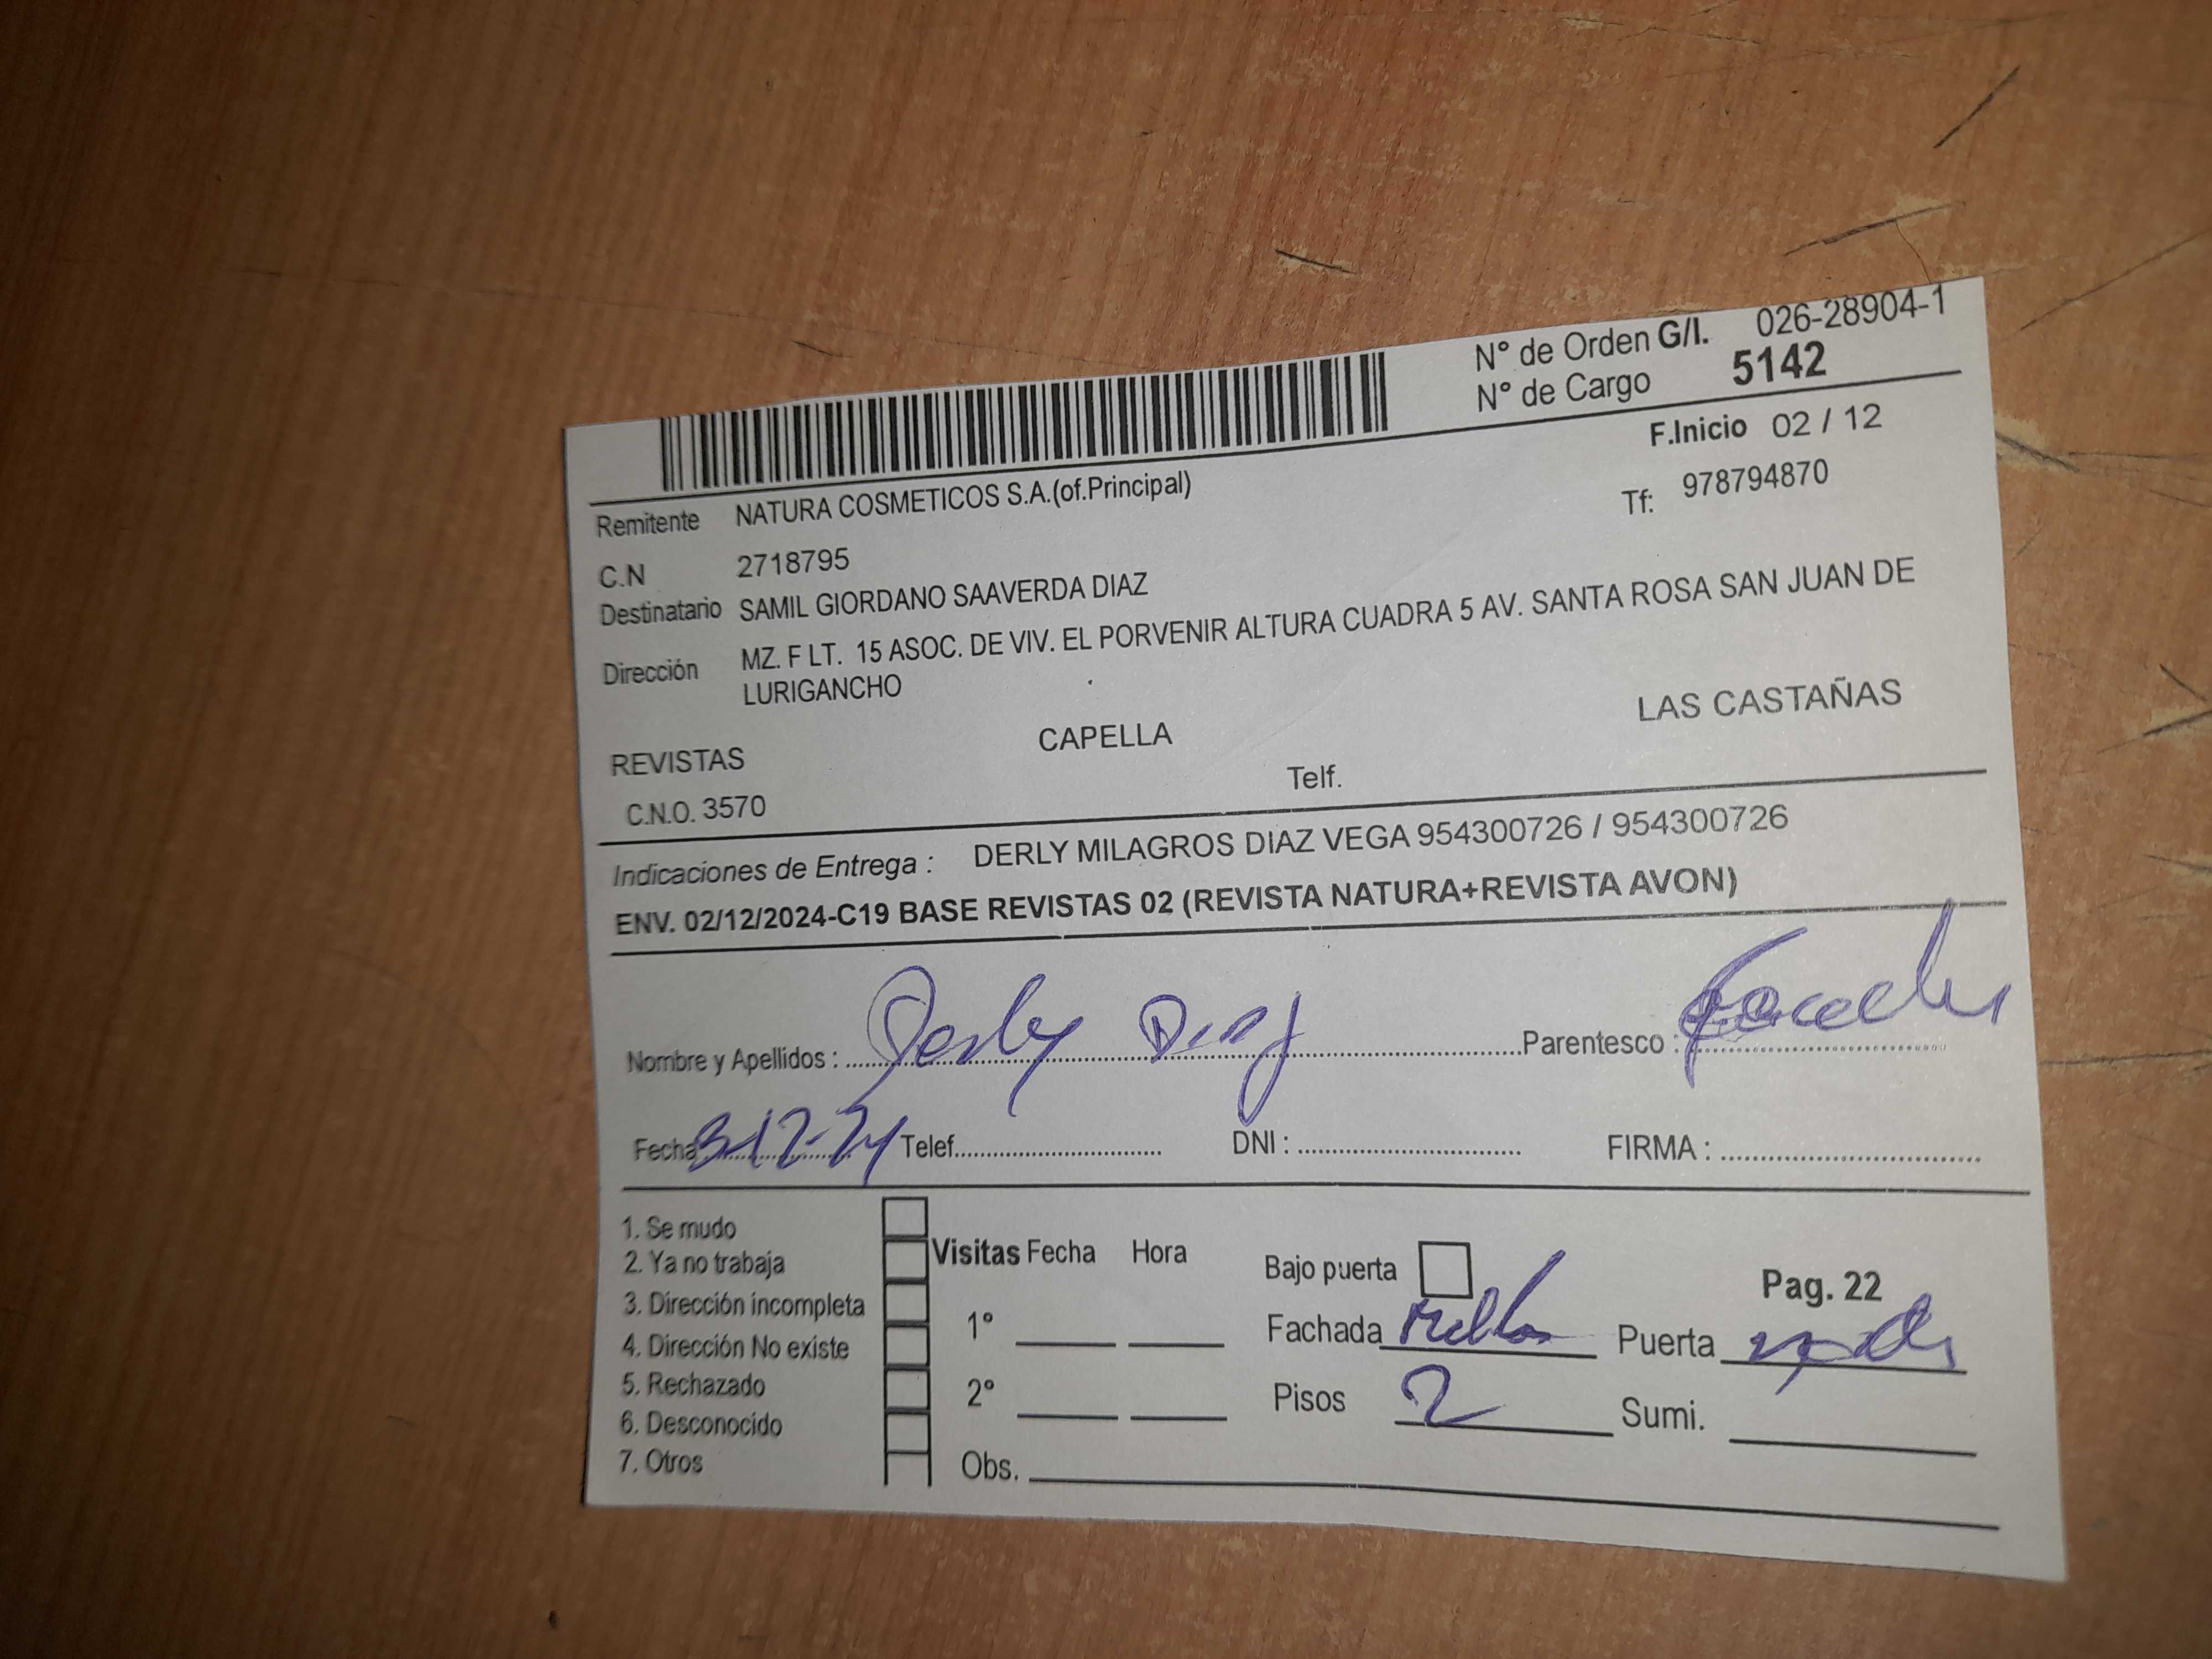 N° de Orden G/I. 026-28904-1
N° de Cargo 5142
F.Inicio 02 / 12
Remitente NATURA COSMETICOS S.A.(of.Principal)
Tf: 978794870
C.N 2718795
Destinatario SAMIL GIORDANO SAAVERDA DIAZ
Dirección MZ. F LT. 15 ASOC. DE VIV. EL PORVENIR ALTURA CUADRA 5 AV. SANTA ROSA SAN JUAN DE
LURIGANCHO
REVISTAS CAPELLA LAS CASTAÑAS
C.N.O. 3570 Telf.
Indicaciones de Entrega : DERLY MILAGROS DIAZ VEGA 954300726 / 954300726
ENV. 02/12/2024-C19 BASE REVISTAS 02 (REVISTA NATURA+REVISTA AVON)
Nombre y Apellidos : Derly Diaz Parentesco :
Fecha 3-12-24 Telef. DNI : FIRMA :
1. Se mudo
2. Ya no trabaja
3. Dirección incompleta
4. Dirección No existe
5. Rechazado
6. Desconocido
7. Otros
Visitas Fecha Hora
1°
2°
Obs.
Bajo puerta
Pag. 22
Fachada Puerta
Pisos 2 Sumi.